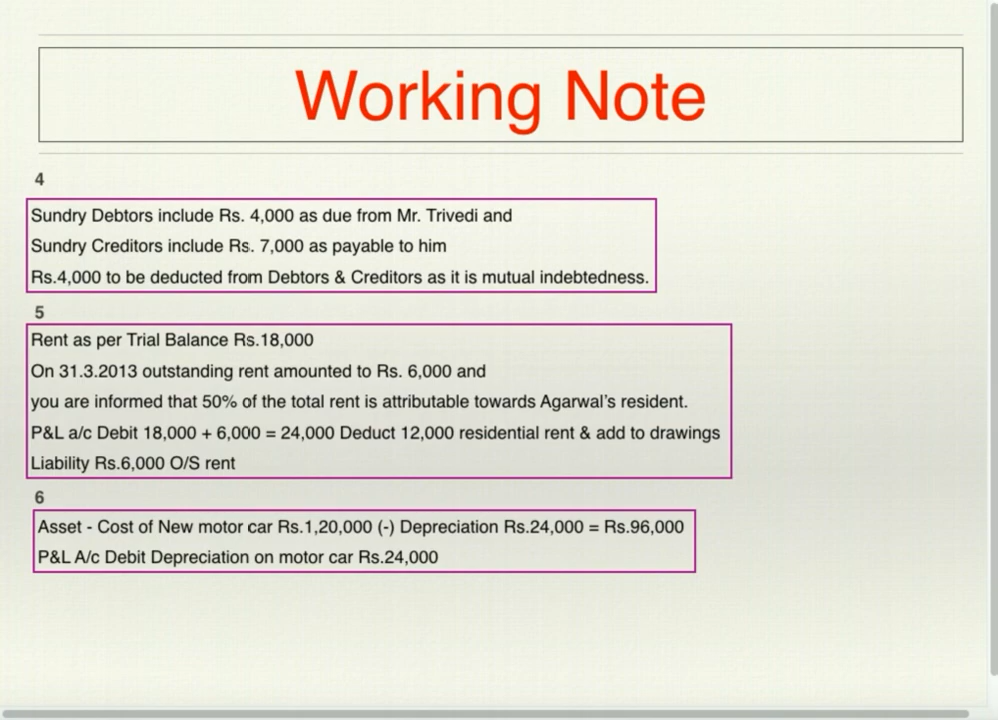 Working Note
4
Sundry Debtors include Rs. 4,000 as due from Mr. Trivedi and
Sundry Creditors include Rs. 7,000 as payable to him
Rs.4,000 to be deducted from Debtors & Creditors as it is mutual indebtedness.
5
Rent as per Trial Balance Rs.18,000
On 31.3.2013 outstanding rent amounted to Rs. 6,000 and
you are informed that 50% of the total rent is attributable towards Agarwal's resident.
P&L a/c Debit 18,000 + 6,000 = 24,000 Deduct 12,000 residential rent & add to drawings
Liability Rs.6,000 O/S rent
6
Asset - Cost of New motor car Rs.1,20,000 (-) Depreciation Rs.24,000 = Rs.96,000
P&L A/c Debit Depreciation on motor car Rs.24,000